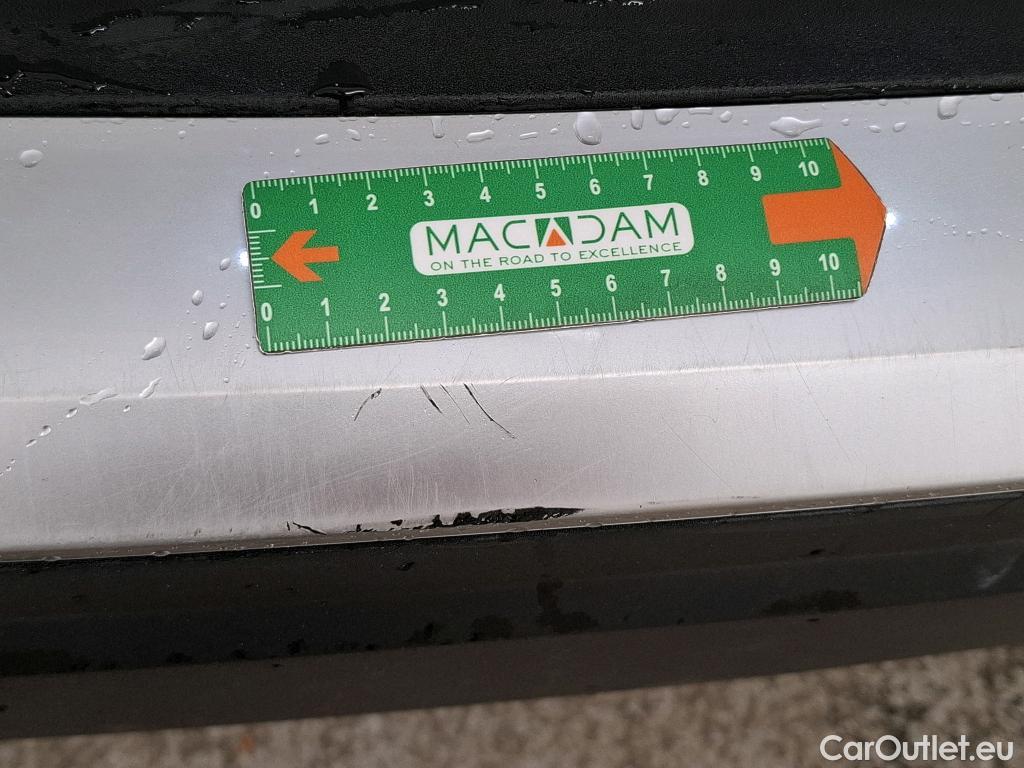 0 1 2 3 4 5 6 7 8 9 10
MACADAM
ON THE ROAD TO EXCELLENCE
0 1 2 3 4 5 6 7 8 9 10
CarOutlet.eu